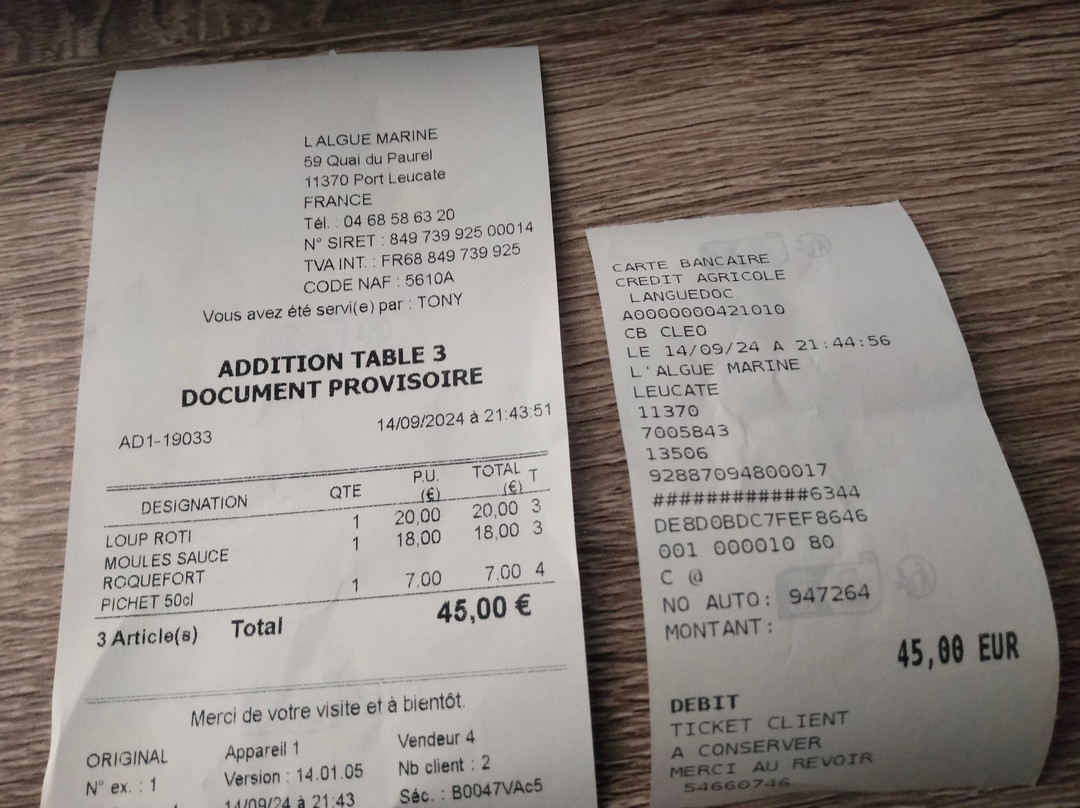 L ALGUE MARINE
59 Quai du Paurel
11370 Port Leucate
FRANCE
Tél. : 04 68 58 63 20
N° SIRET : 849 739 925 00014
TVA INT. : FR68 849 739 925
CODE NAF : 5610A
Vous avez été servi(e) par : TONY
ADDITION TABLE 3
DOCUMENT PROVISOIRE
14/09/2024 à 21:43:51
AD1-19033
DESIGNATION QTE P.U. (€) TOTAL (€) T
LOUP ROTI 1 20,00 20,00 3
MOULES SAUCE 1 18,00 18,00 3
ROQUEFORT
PICHET 50cl 1 7,00 7,00 4
3 Article(s) Total 45,00 €
Merci de votre visite et à bientôt.
ORIGINAL Appareil 1 Vendeur 4
N° ex. : 1 Version : 14.01.05 Nb client : 2
14/09/24 à 21:43 Séc. : B0047VAc5
CARTE BANCAIRE
CREDIT AGRICOLE
LANGUEDOC
A0000000421010
CB CLEO
LE 14/09/24 A 21:44:56
L'ALGUE MARINE
LEUCATE
11370
7005843
13506
92887094800017
############6344
DE8D0BDC7FEF8646
001 000010 80
C @
NO AUTO: 947264
MONTANT:
45,00 EUR
DEBIT
TICKET CLIENT
A CONSERVER
MERCI AU REVOIR
54660746